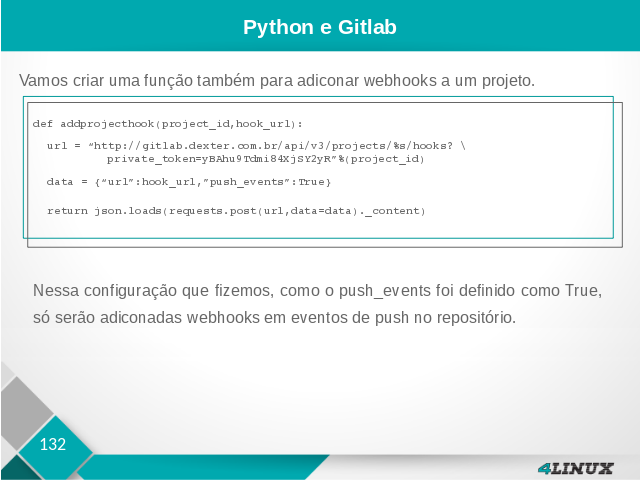 Python e Gitlab
Vamos criar uma função também para adiconar webhooks a um projeto.
def addprojecthook(project_id,hook_url):
url = “http://gitlab.dexter.com.br/api/v3/projects/%s/hooks? \
private_token=yBAhu9Tdmi84XjSY2yR”%(project_id)
data = {“url”:hook_url,”push_events”:True}
return json.loads(requests.post(url,data=data)._content)
Nessa configuração que fizemos, como o push_events foi definido como True,
só serão adiconadas webhooks em eventos de push no repositório.
132
4LINUX